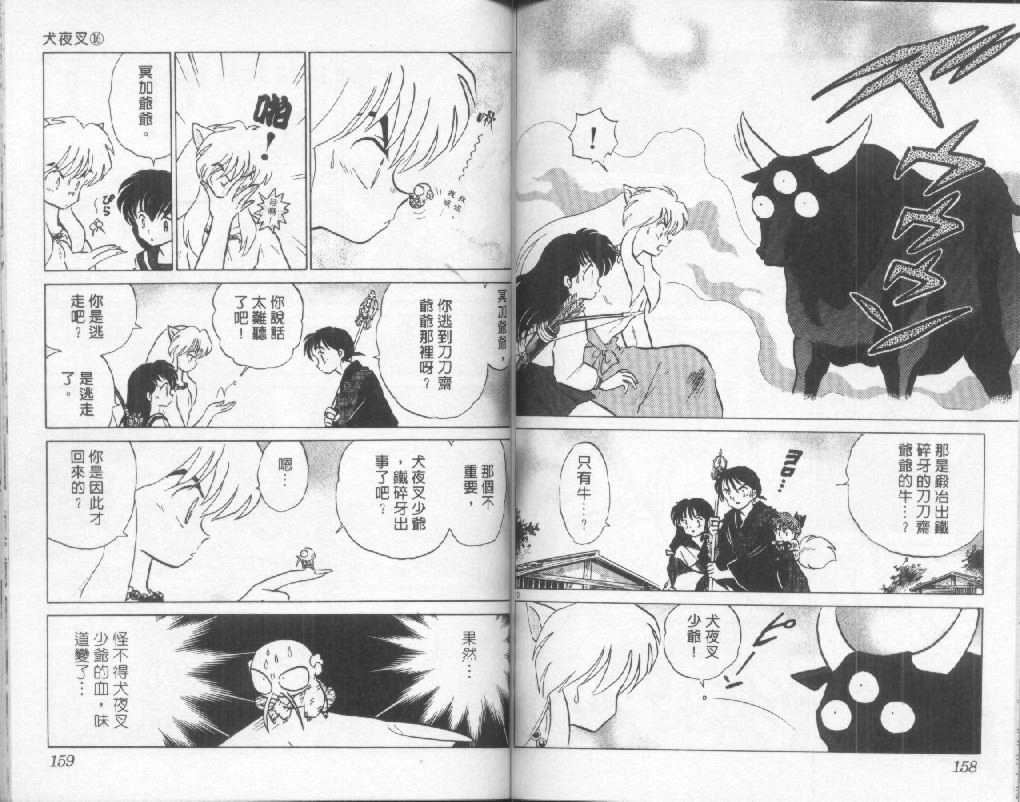 !
那是鍛冶出鐵
碎牙的刀刀齋
爺爺的牛…?
只有
牛…?
犬夜叉
少爺!
158
犬夜叉⑯
啪!
冥加爺爺。
冥加爺爺,
你逃到刀刀齋
爺爺那裡呀?
你說話
太難聽
了吧!
你是逃
走吧?
是逃走
了。
那個不
重要,
犬夜叉少爺
,鐵碎牙出
事了吧?
嗯…
你是因此才
回來的?
果然…
怪不得犬夜叉
少爺的血,味
道變了…
159